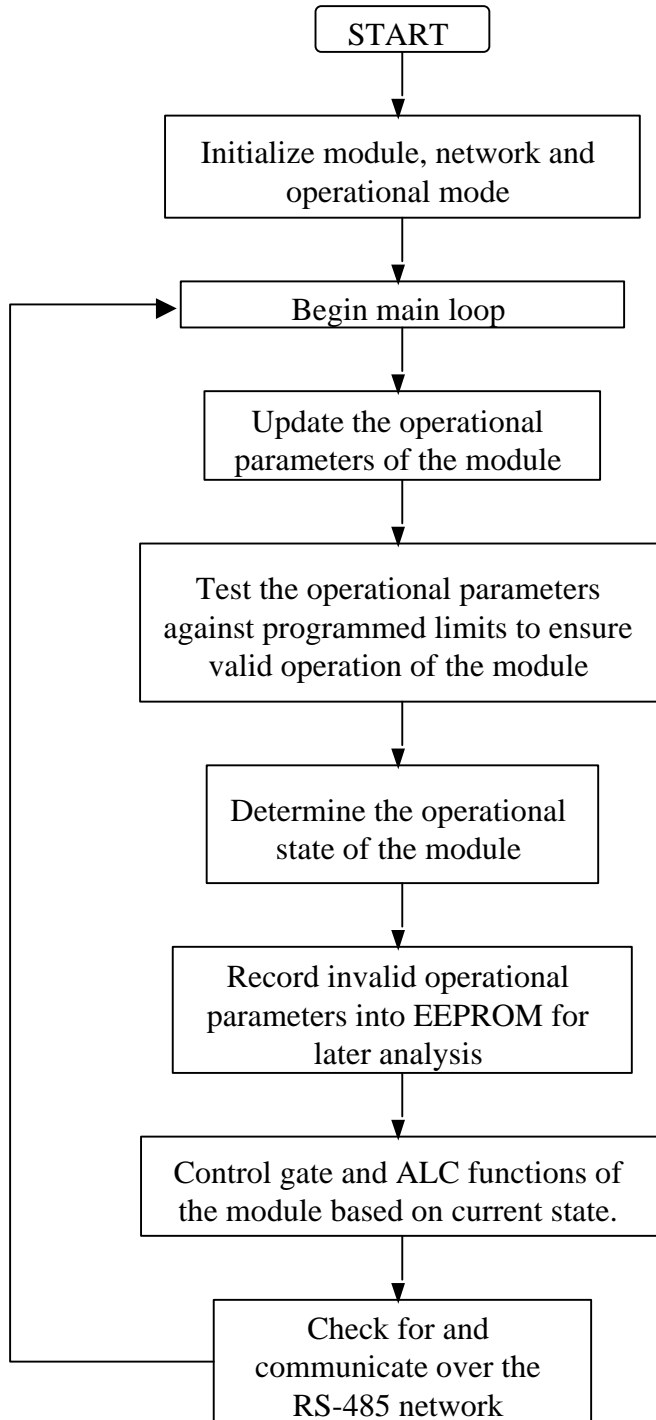 START
Initialize module, network and
operational mode
Begin main loop
Update the operational
parameters of the module
Test the operational parameters
against programmed limits to ensure
valid operation of the module
Determine the operational
state of the module
Record invalid operational
parameters into EEPROM for
later analysis
Control gate and ALC functions of
the module based on current state.
Check for and
communicate over the
RS-485 network